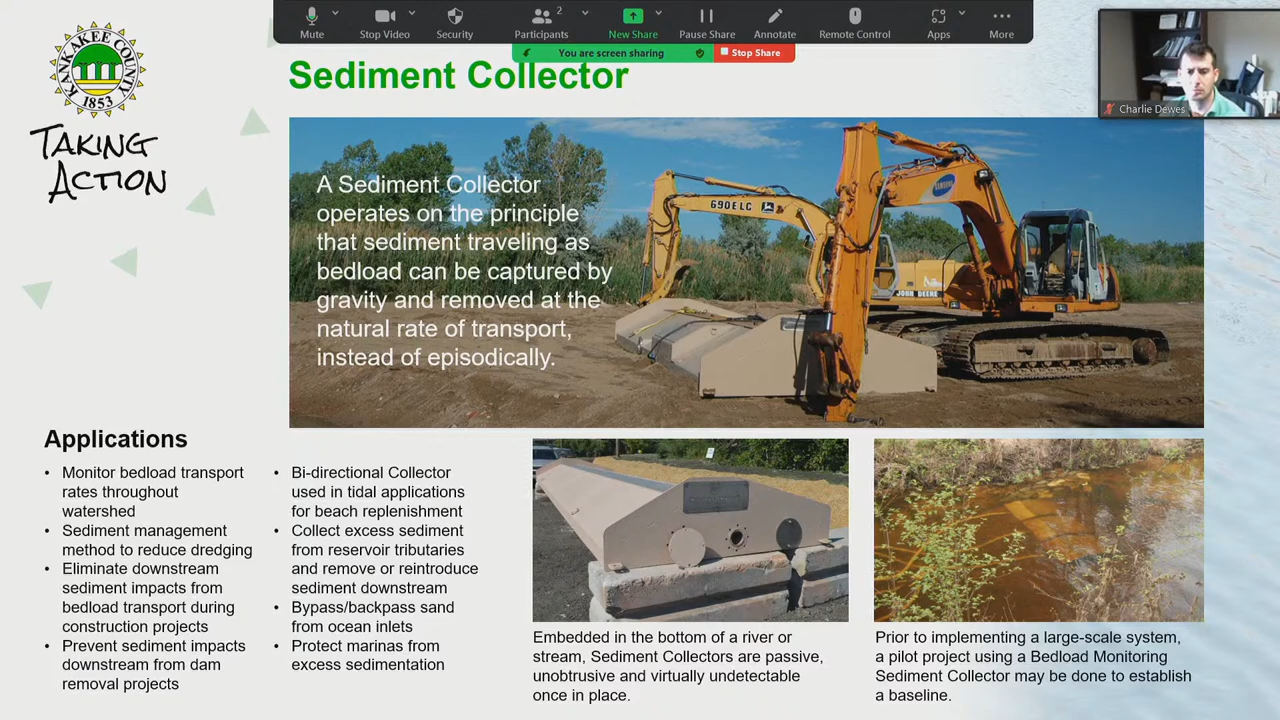 Mute
Stop Video
Security
Participants
2
New Share
Pause Share
Annotate
Remote Control
Apps
More
You are screen sharing
Stop Share
Charlie Dewes
KANKAKEE COUNTY
1853
TAKING
ACTION
Sediment Collector
A Sediment Collector
operates on the principle
that sediment traveling as
bedload can be captured by
gravity and removed at the
natural rate of transport,
instead of episodically.
690E LC
SAMSUNG
JOHN DEERE
Applications
• Monitor bedload transport
rates throughout
watershed
• Sediment management
method to reduce dredging
• Eliminate downstream
sediment impacts from
bedload transport during
construction projects
• Prevent sediment impacts
downstream from dam
removal projects
• Bi-directional Collector
used in tidal applications
for beach replenishment
• Collect excess sediment
from reservoir tributaries
and remove or reintroduce
sediment downstream
• Bypass/backpass sand
from ocean inlets
• Protect marinas from
excess sedimentation
Embedded in the bottom of a river or
stream, Sediment Collectors are passive,
unobtrusive and virtually undetectable
once in place.
Prior to implementing a large-scale system,
a pilot project using a Bedload Monitoring
Sediment Collector may be done to establish
a baseline.